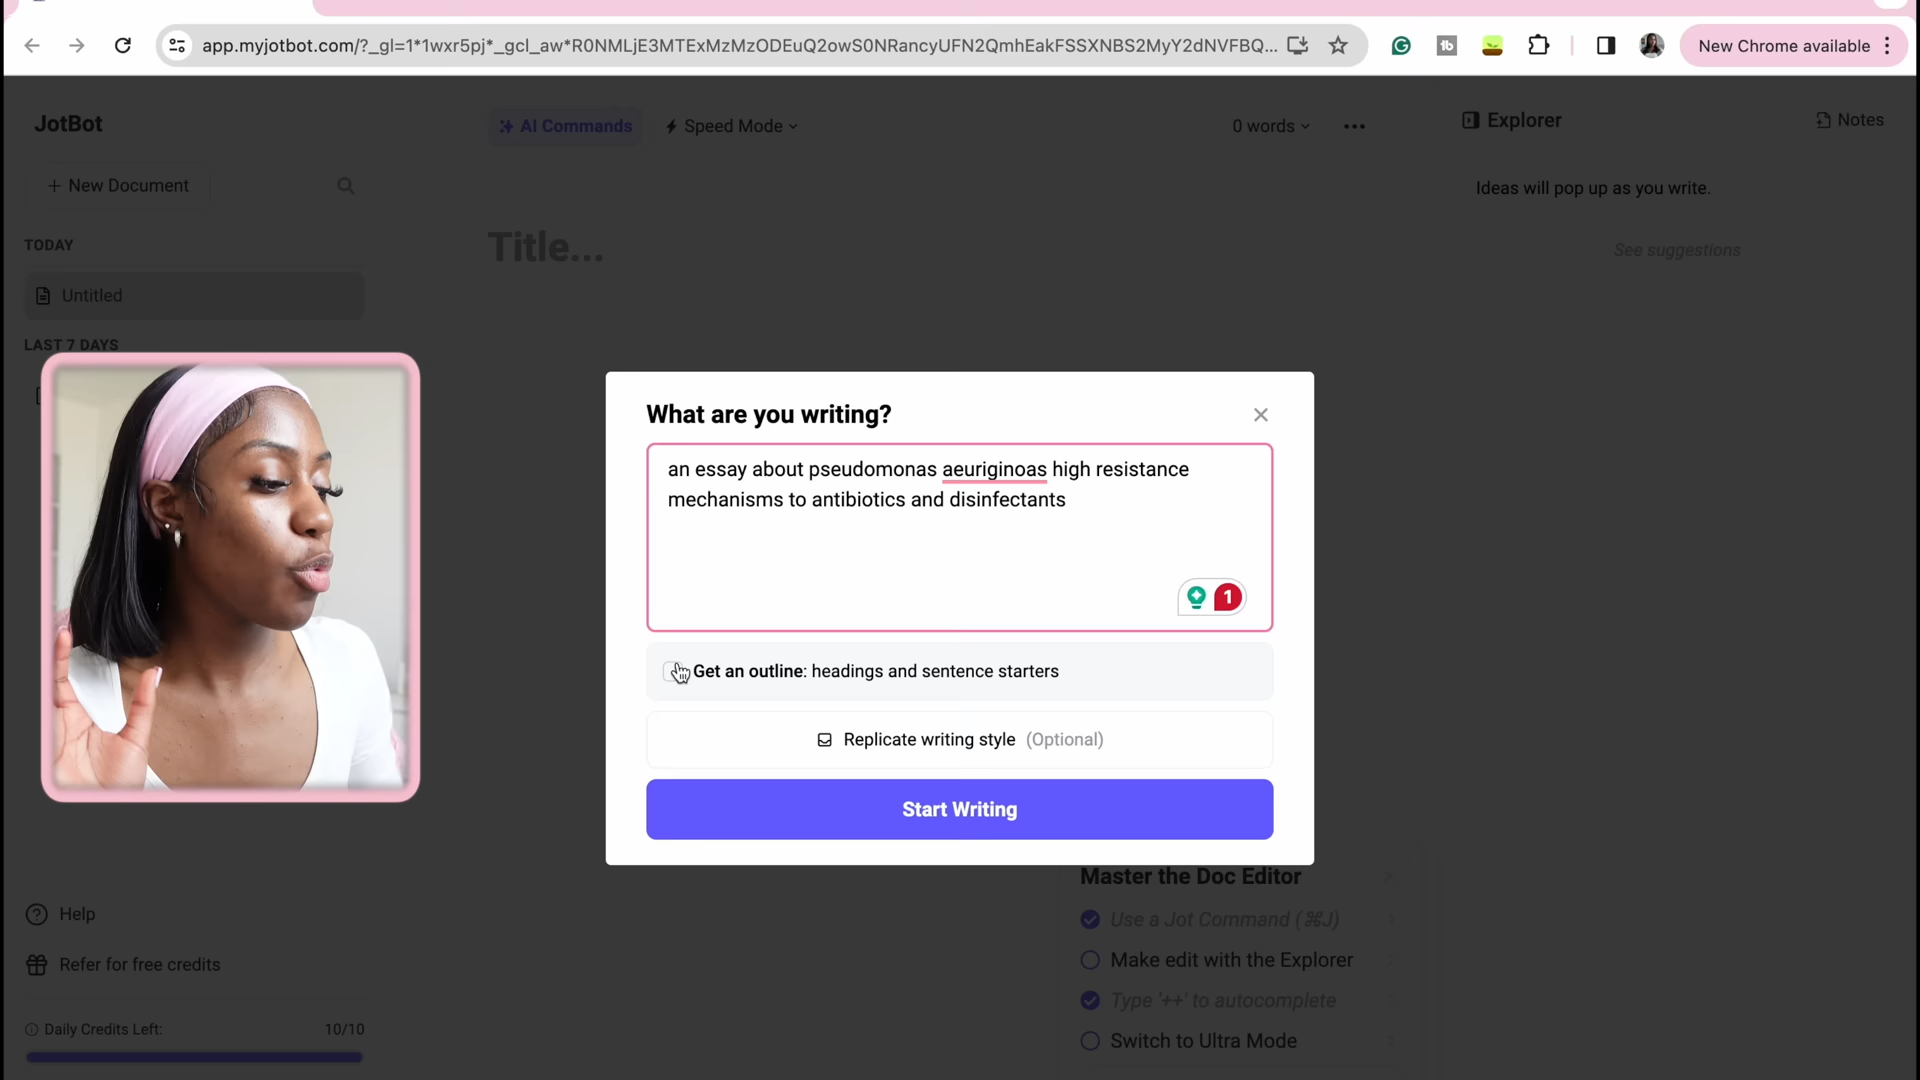 app.myjotbot.com/?_gl=1*1wxr5pj*_gcl_aw*R0NMLjE3MTExMzMzODEuQ2owS0NRancyUFN2QmhEakFSSXNBS2MyY2dNVFBQ...
New Chrome available
JotBot
AI Commands
Speed Mode
0 words
Explorer
Notes
+ New Document
Ideas will pop up as you write.
TODAY
Title...
See suggestions
Untitled
LAST 7 DAYS
What are you writing?
an essay about pseudomonas aeuriginoas high resistance
mechanisms to antibiotics and disinfectants
1
Get an outline: headings and sentence starters
Replicate writing style (Optional)
Start Writing
Master the Doc Editor
Help
Use a Jot Command (⌘J)
Refer for free credits
Make edit with the Explorer
Type '++' to autocomplete
Daily Credits Left: 10/10
Switch to Ultra Mode